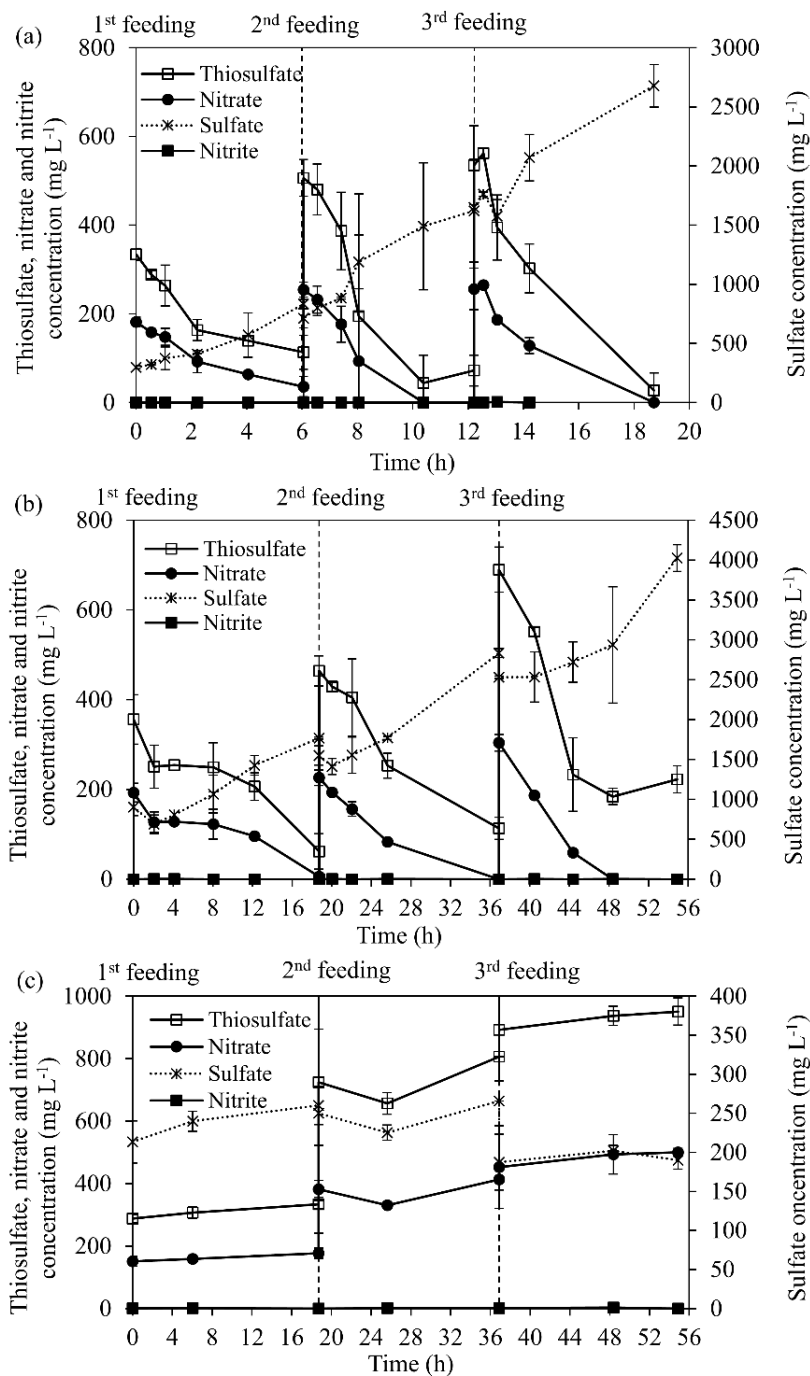 (a)
1st feeding 2nd feeding 3rd feeding
Thiosulfate, nitrate and nitrite
concentration (mg L-1)
800
600
400
200
0
Thiosulfate
Nitrate
Sulfate
Nitrite
3000
2500
2000
1500
1000
500
0
Sulfate concentration (mg L-1)
0 2 4 6 8 10 12 14 16 18 20
Time (h)
(b)
1st feeding 2nd feeding 3rd feeding
Thiosulfate, nitrate and nitrite
concentration (mg L-1)
800
600
400
200
0
Thiosulfate
Nitrate
Sulfate
Nitrite
4500
4000
3500
3000
2500
2000
1500
1000
500
0
Sulfate concentration (mg L-1)
0 4 8 12 16 20 24 28 32 36 40 44 48 52 56
Time (h)
(c)
1st feeding 2nd feeding 3rd feeding
Thiosulfate, nitrate and nitrite
concentration (mg L-1)
1000
800
600
400
200
0
Thiosulfate
Nitrate
Sulfate
Nitrite
400
350
300
250
200
150
100
50
0
Sulfate oncentration (mg L-1)
0 4 8 12 16 20 24 28 32 36 40 44 48 52 56
Time (h)